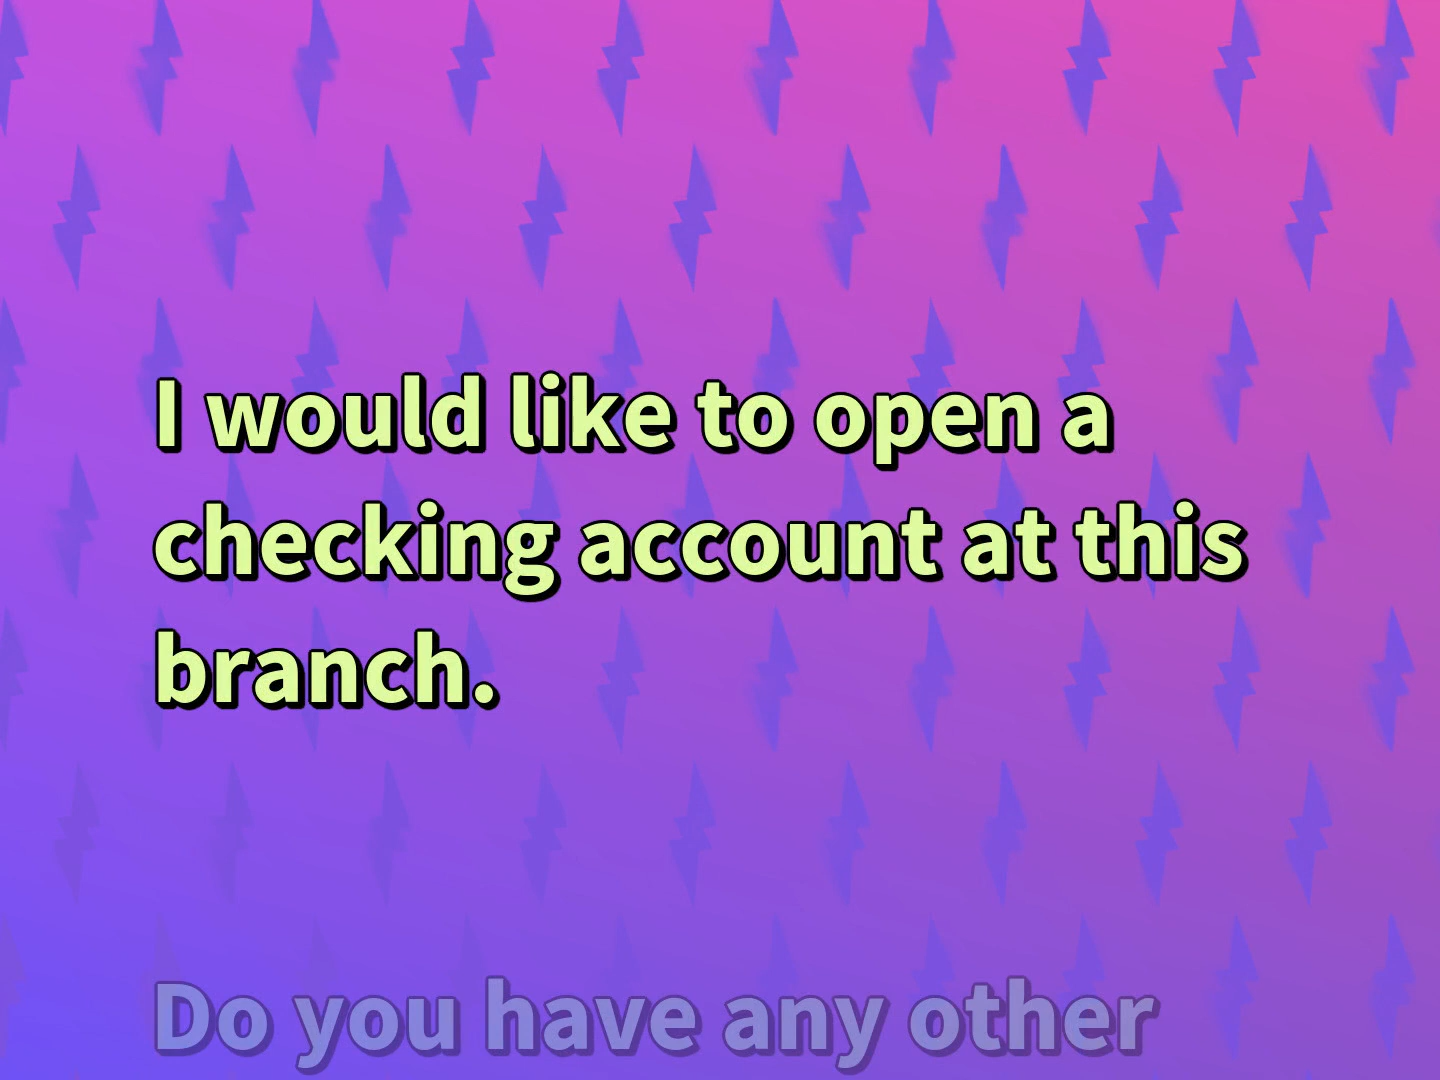 I would like to open a
checking account at this
branch.
Do you have any other